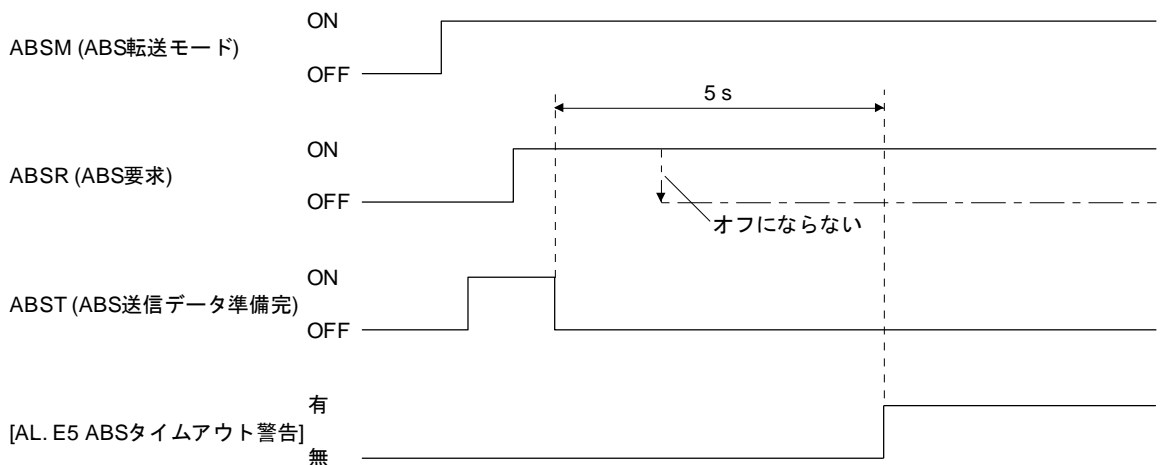 ON
ABSM (ABS転送モード)
OFF
5 s
ON
ABSR (ABS要求)
OFF
オフにならない
ON
ABST (ABS送信データ準備完)
OFF
有
[AL. E5 ABSタイムアウト警告]
無